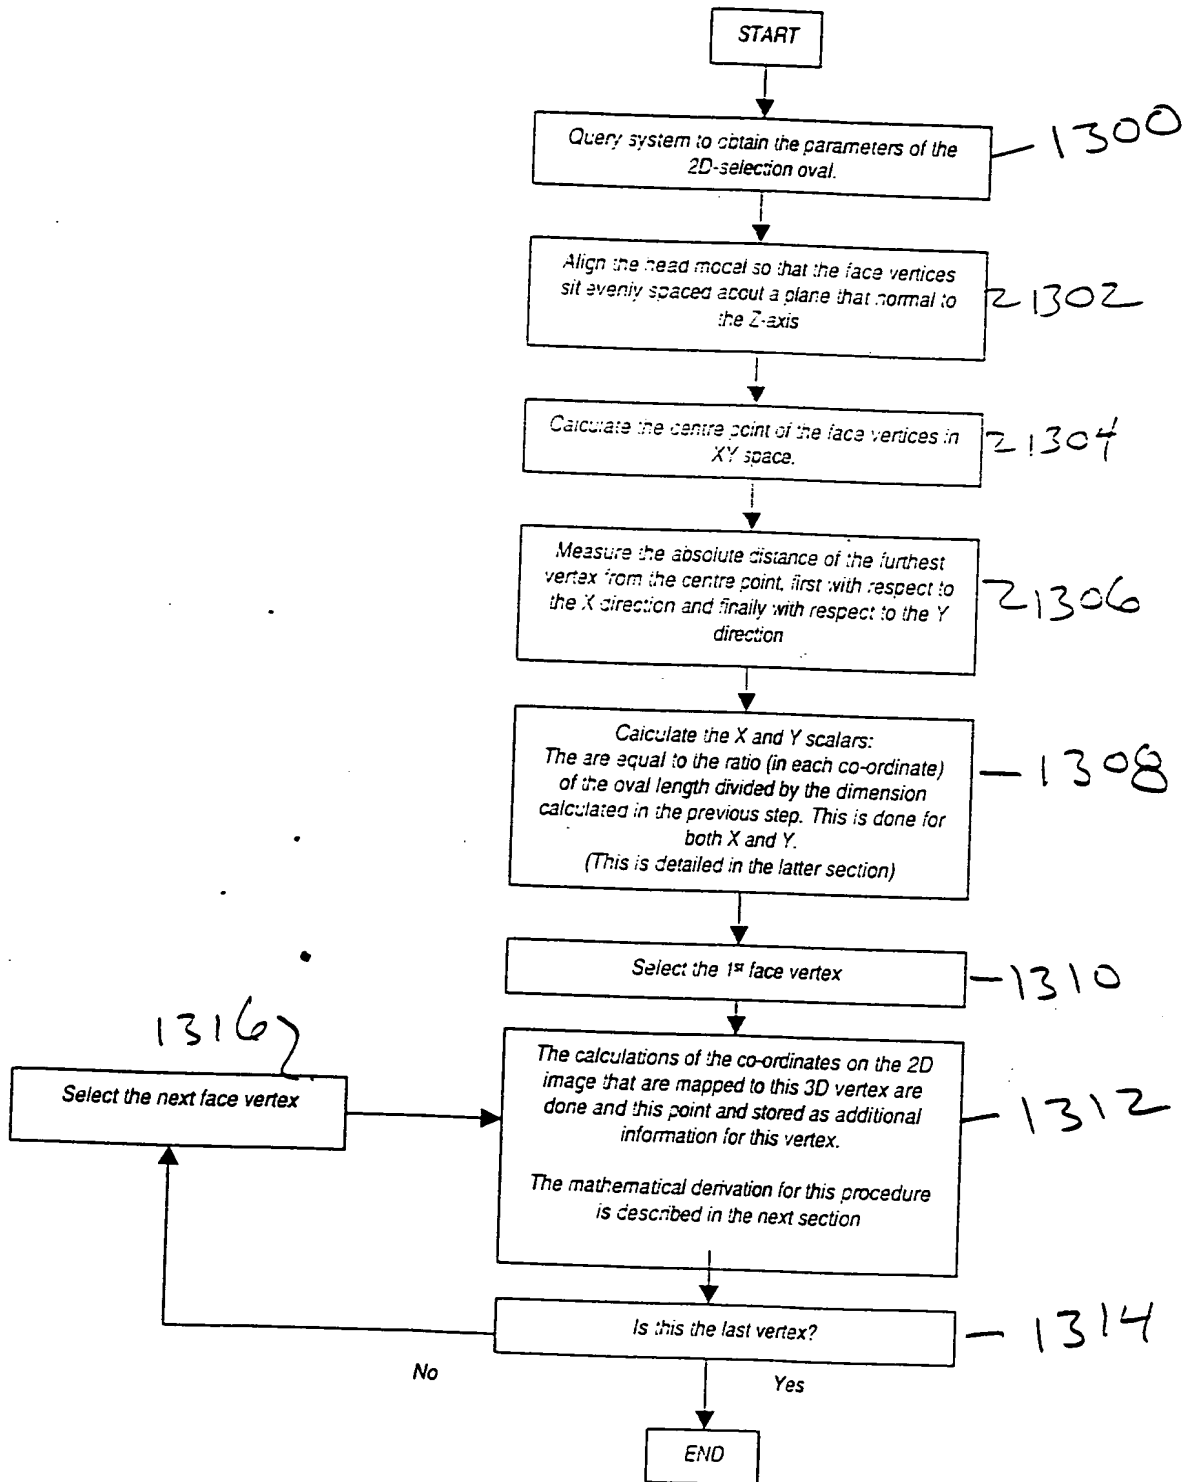 START
Query system to obtain the parameters of the
2D-selection oval.
1300
Align the head model so that the face vertices
sit evenly spaced about a plane that normal to
the Z-axis
1302
Calculate the centre point of the face vertices in
XY space.
1304
Measure the absolute distance of the furthest
vertex from the centre point, first with respect to
the X direction and finally with respect to the Y
direction
1306
Calculate the X and Y scalars:
The are equal to the ratio (in each co-ordinate)
of the oval length divided by the dimension
calculated in the previous step. This is done for
both X and Y.
(This is detailed in the latter section)
1308
Select the 1st face vertex
1310
1316
Select the next face vertex
The calculations of the co-ordinates on the 2D
image that are mapped to this 3D vertex are
done and this point and stored as additional
information for this vertex.
The mathematical derivation for this procedure
is described in the next section
1312
Is this the last vertex?
1314
No
Yes
END